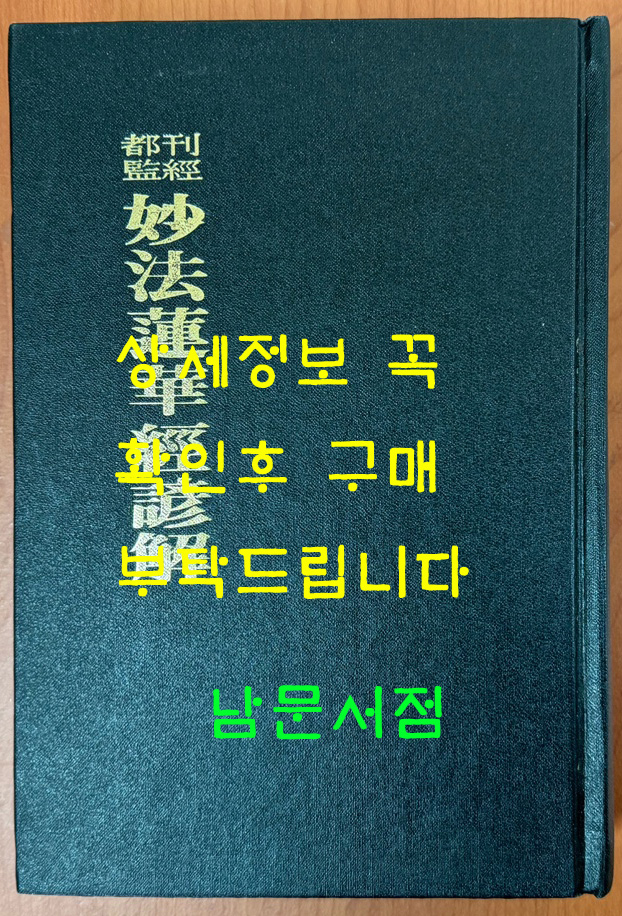 刊經
都監
妙法蓮華經諺解
상세정보 꼭
확인후 구매
부탁드립니다
남문서점